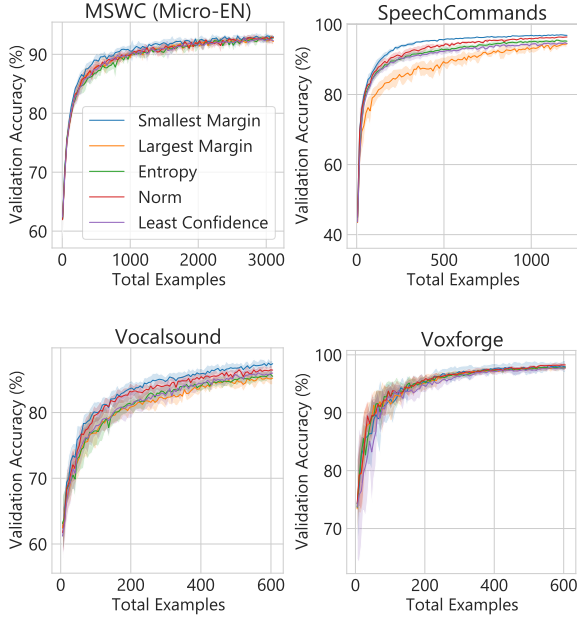 MSWC (Micro-EN)
Validation Accuracy (%)
90
80
70
60
0
1000
2000
3000
Total Examples
Smallest Margin
Largest Margin
Entropy
Norm
Least Confidence
SpeechCommands
Validation Accuracy (%)
100
80
60
40
0
500
1000
Total Examples
Vocalsound
Validation Accuracy (%)
80
70
60
0
200
400
600
Total Examples
Voxforge
Validation Accuracy (%)
100
90
80
70
0
200
400
600
Total Examples